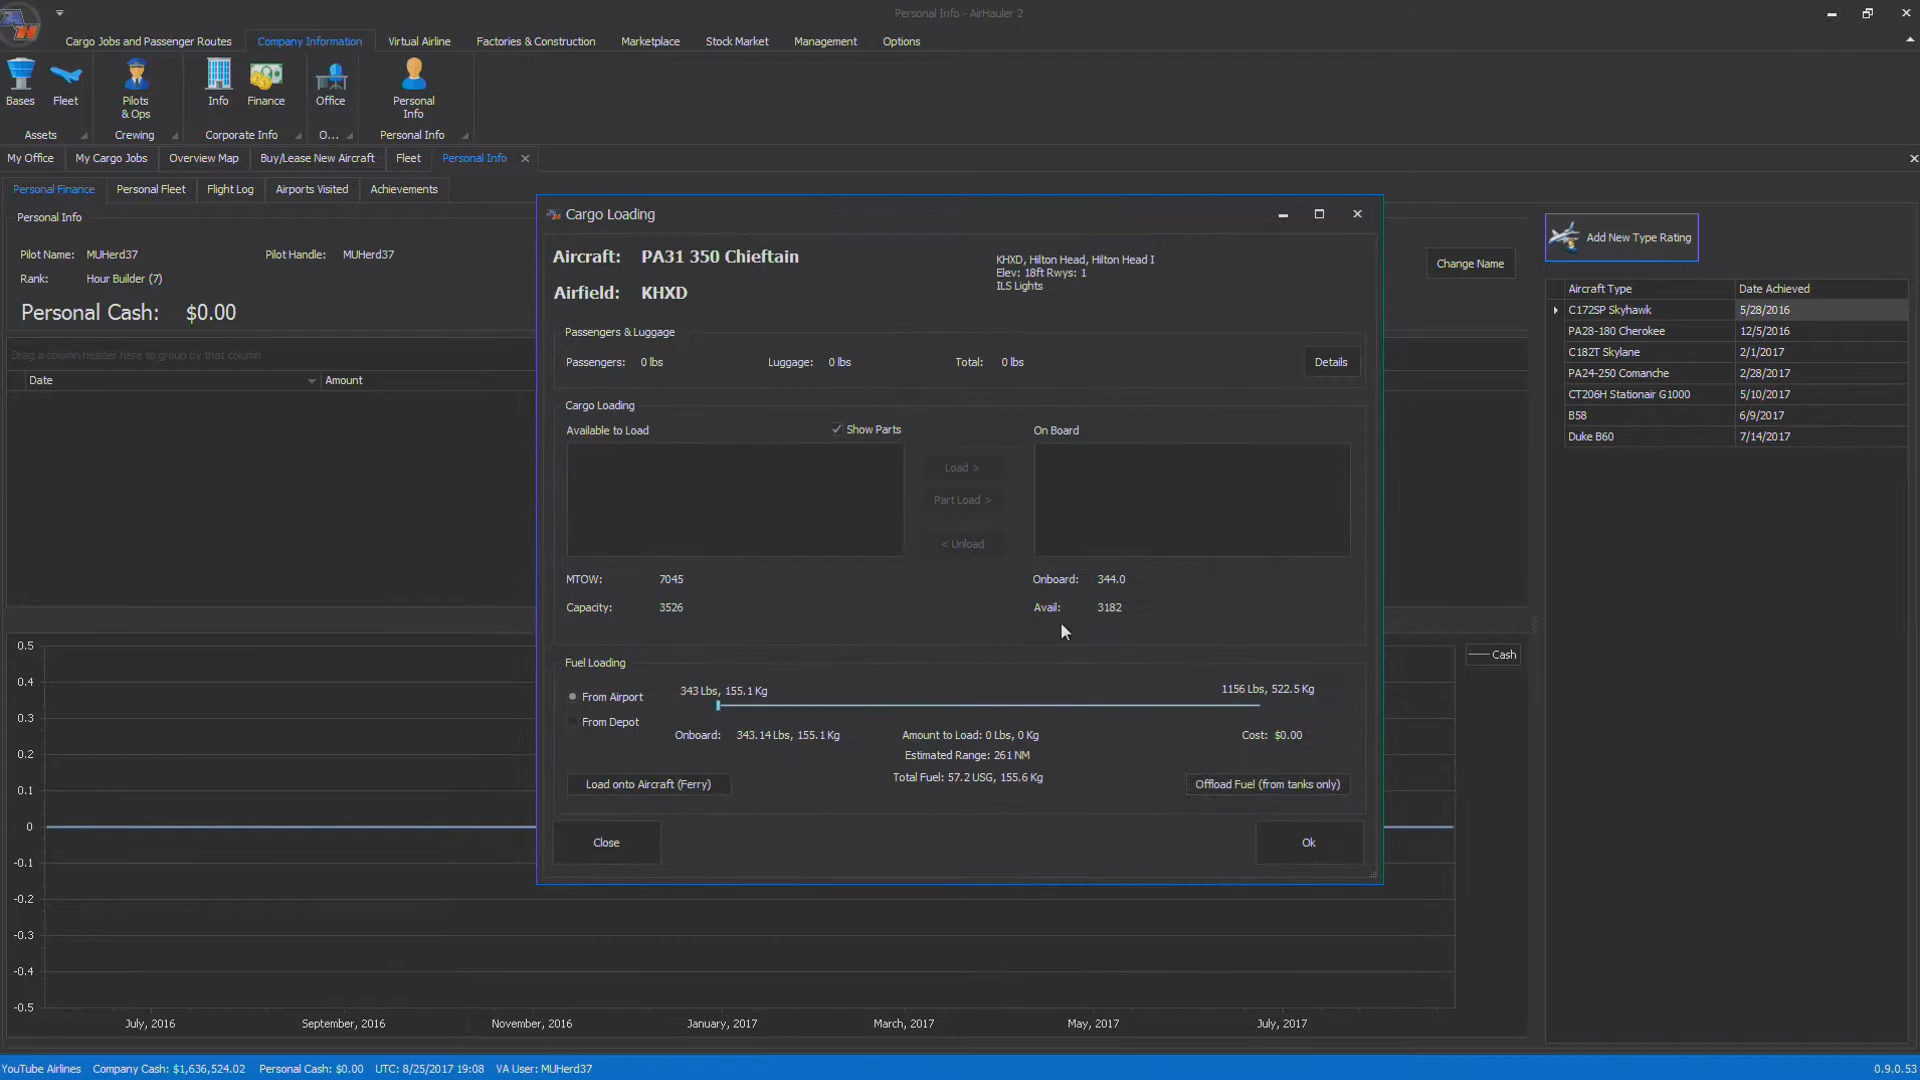 Personal Info - AirHauler 2
Cargo Jobs and Passenger Routes Company Information Virtual Airline Factories & Construction Marketplace Stock Market Management Options
Bases Fleet Pilots & Ops Info Finance Office Personal Info
Assets Crewing Corporate Info O... Personal Info
My Office My Cargo Jobs Overview Map Buy/Lease New Aircraft Fleet Personal Info
Personal Finance Personal Fleet Flight Log Airports Visited Achievements
Personal Info
Pilot Name: MUHerd37 Pilot Handle: MUHerd37
Rank: Hour Builder (7)
Personal Cash: $0.00
Drag a column header here to group by that column
Date Amount
Change Name
Add New Type Rating
Aircraft Type Date Achieved
C172SP Skyhawk 5/28/2016
PA28-180 Cherokee 12/5/2016
C182T Skylane 2/1/2017
PA24-250 Comanche 2/28/2017
CT206H Stationair G1000 5/10/2017
B58 6/9/2017
Duke B60 7/14/2017
Cargo Loading
Aircraft: PA31 350 Chieftain
Airfield: KHXD
KHXD, Hilton Head, Hilton Head I
Elev: 18ft Rwys: 1
ILS Lights
Passengers & Luggage
Passengers: 0 lbs Luggage: 0 lbs Total: 0 lbs Details
Cargo Loading
Available to Load Show Parts On Board
Load >
Part Load >
< Unload
MTOW: 7045 Onboard: 344.0
Capacity: 3526 Avail: 3182
Fuel Loading
From Airport 343 Lbs, 155.1 Kg 1156 Lbs, 522.5 Kg
From Depot
Onboard: 343.14 Lbs, 155.1 Kg Amount to Load: 0 Lbs, 0 Kg Cost: $0.00
Estimated Range: 261 NM
Total Fuel: 57.2 USG, 155.6 Kg
Load onto Aircraft (Ferry) Offload Fuel (from tanks only)
Close Ok
Cash
0.5
0.4
0.3
0.2
0.1
0
-0.1
-0.2
-0.3
-0.4
-0.5
July, 2016 September, 2016 November, 2016 January, 2017 March, 2017 May, 2017 July, 2017
YouTube Airlines Company Cash: $1,636,524.02 Personal Cash: $0.00 UTC: 8/25/2017 19:08 VA User: MUHerd37 0.9.0.53